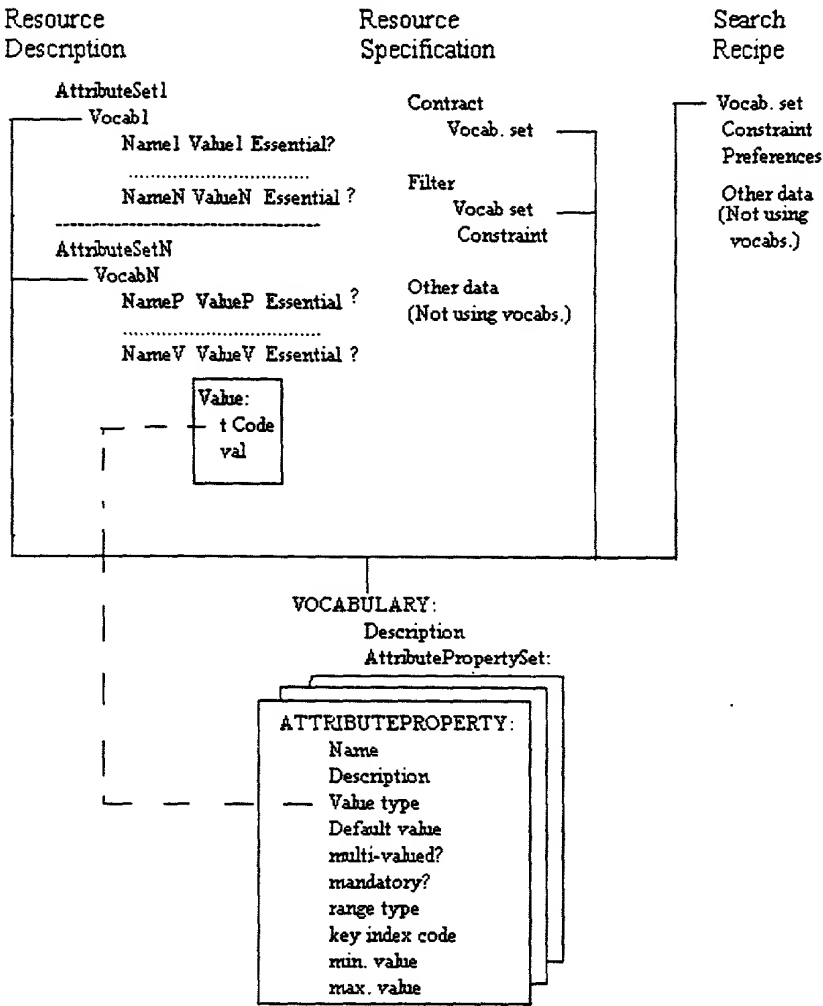 Resource
Description
AttributeSet1
Vocab1
Name1 Value1 Essential?
..............................
NameN ValueN Essential ?
--------------------------------
AttributeSetN
VocabN
NameP ValueP Essential ?
..............................
NameV ValueV Essential ?
Value:
t Code
val
Resource
Specification
Contract
Vocab. set
Filter
Vocab set
Constraint
Other data
(Not using vocabs.)
Search
Recipe
Vocab. set
Constraint
Preferences
Other data
(Not using
vocabs.)
VOCABULARY:
Description
AttributePropertySet:
ATTRIBUTEPROPERTY:
Name
Description
Value type
Default value
multi-valued?
mandatory?
range type
key index code
min. value
max. value